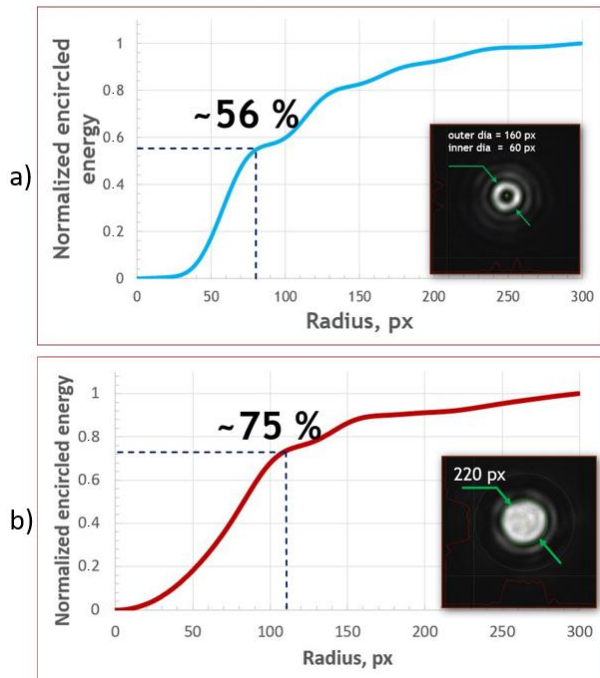 a)
Normalized encircled
energy
1
0.8
0.6
0.4
0.2
0
~56 %
outer dia = 160 px
inner dia = 60 px
0 50 100 150 200 250 300
Radius, px
b)
Normalized encircled energy
1
0.8
0.6
0.4
0.2
0
~75 %
220 px
0 50 100 150 200 250 300
Radius, px